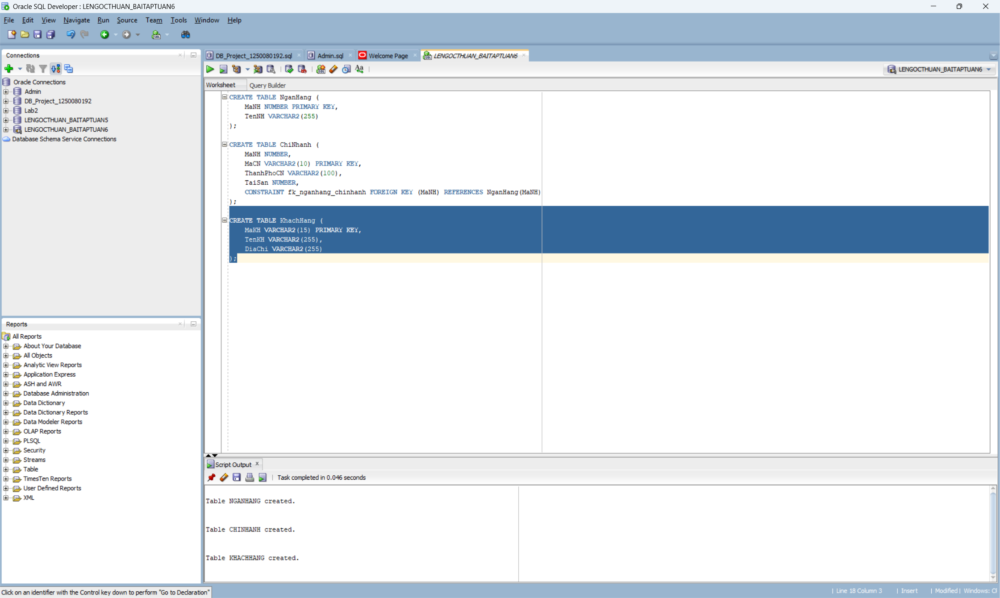 Oracle SQL Developer : LENGOCTHUAN_BAITAPTUAN6
File Edit View Navigate Run Source Team Tools Window Help
Connections
Oracle Connections
Admin
DB_Project_1250080192
Lab2
LENGOCTHUAN_BAITAPTUAN5
LENGOCTHUAN_BAITAPTUAN6
Database Schema Service Connections
Reports
All Reports
About Your Database
All Objects
Analytic View Reports
Application Express
ASH and AWR
Database Administration
Data Dictionary
Data Dictionary Reports
Data Modeler Reports
OLAP Reports
PLSQL
Security
Streams
Table
TimesTen Reports
User Defined Reports
XML
DB_Project_1250080192.sql Admin.sql Welcome Page LENGOCTHUAN_BAITAPTUAN6
LENGOCTHUAN_BAITAPTUAN6
Worksheet Query Builder
CREATE TABLE NganHang (
MaNH NUMBER PRIMARY KEY,
TenNH VARCHAR2(255)
);
CREATE TABLE ChiNhanh (
MaNH NUMBER,
MaCN VARCHAR2(10) PRIMARY KEY,
ThanhPhoCN VARCHAR2(100),
TaiSan NUMBER,
CONSTRAINT fk_nganhang_chinhanh FOREIGN KEY (MaNH) REFERENCES NganHang(MaNH)
);
CREATE TABLE KhachHang (
MaKH VARCHAR2(15) PRIMARY KEY,
TenKH VARCHAR2(255),
DiaChi VARCHAR2(255)
);
Script Output
Task completed in 0.046 seconds
Table NGANHANG created.
Table CHINHANH created.
Table KHACHHANG created.
Click on an identifier with the Control key down to perform "Go to Declaration"
| Line 18 Column 3 | Insert | Modified | Windows: